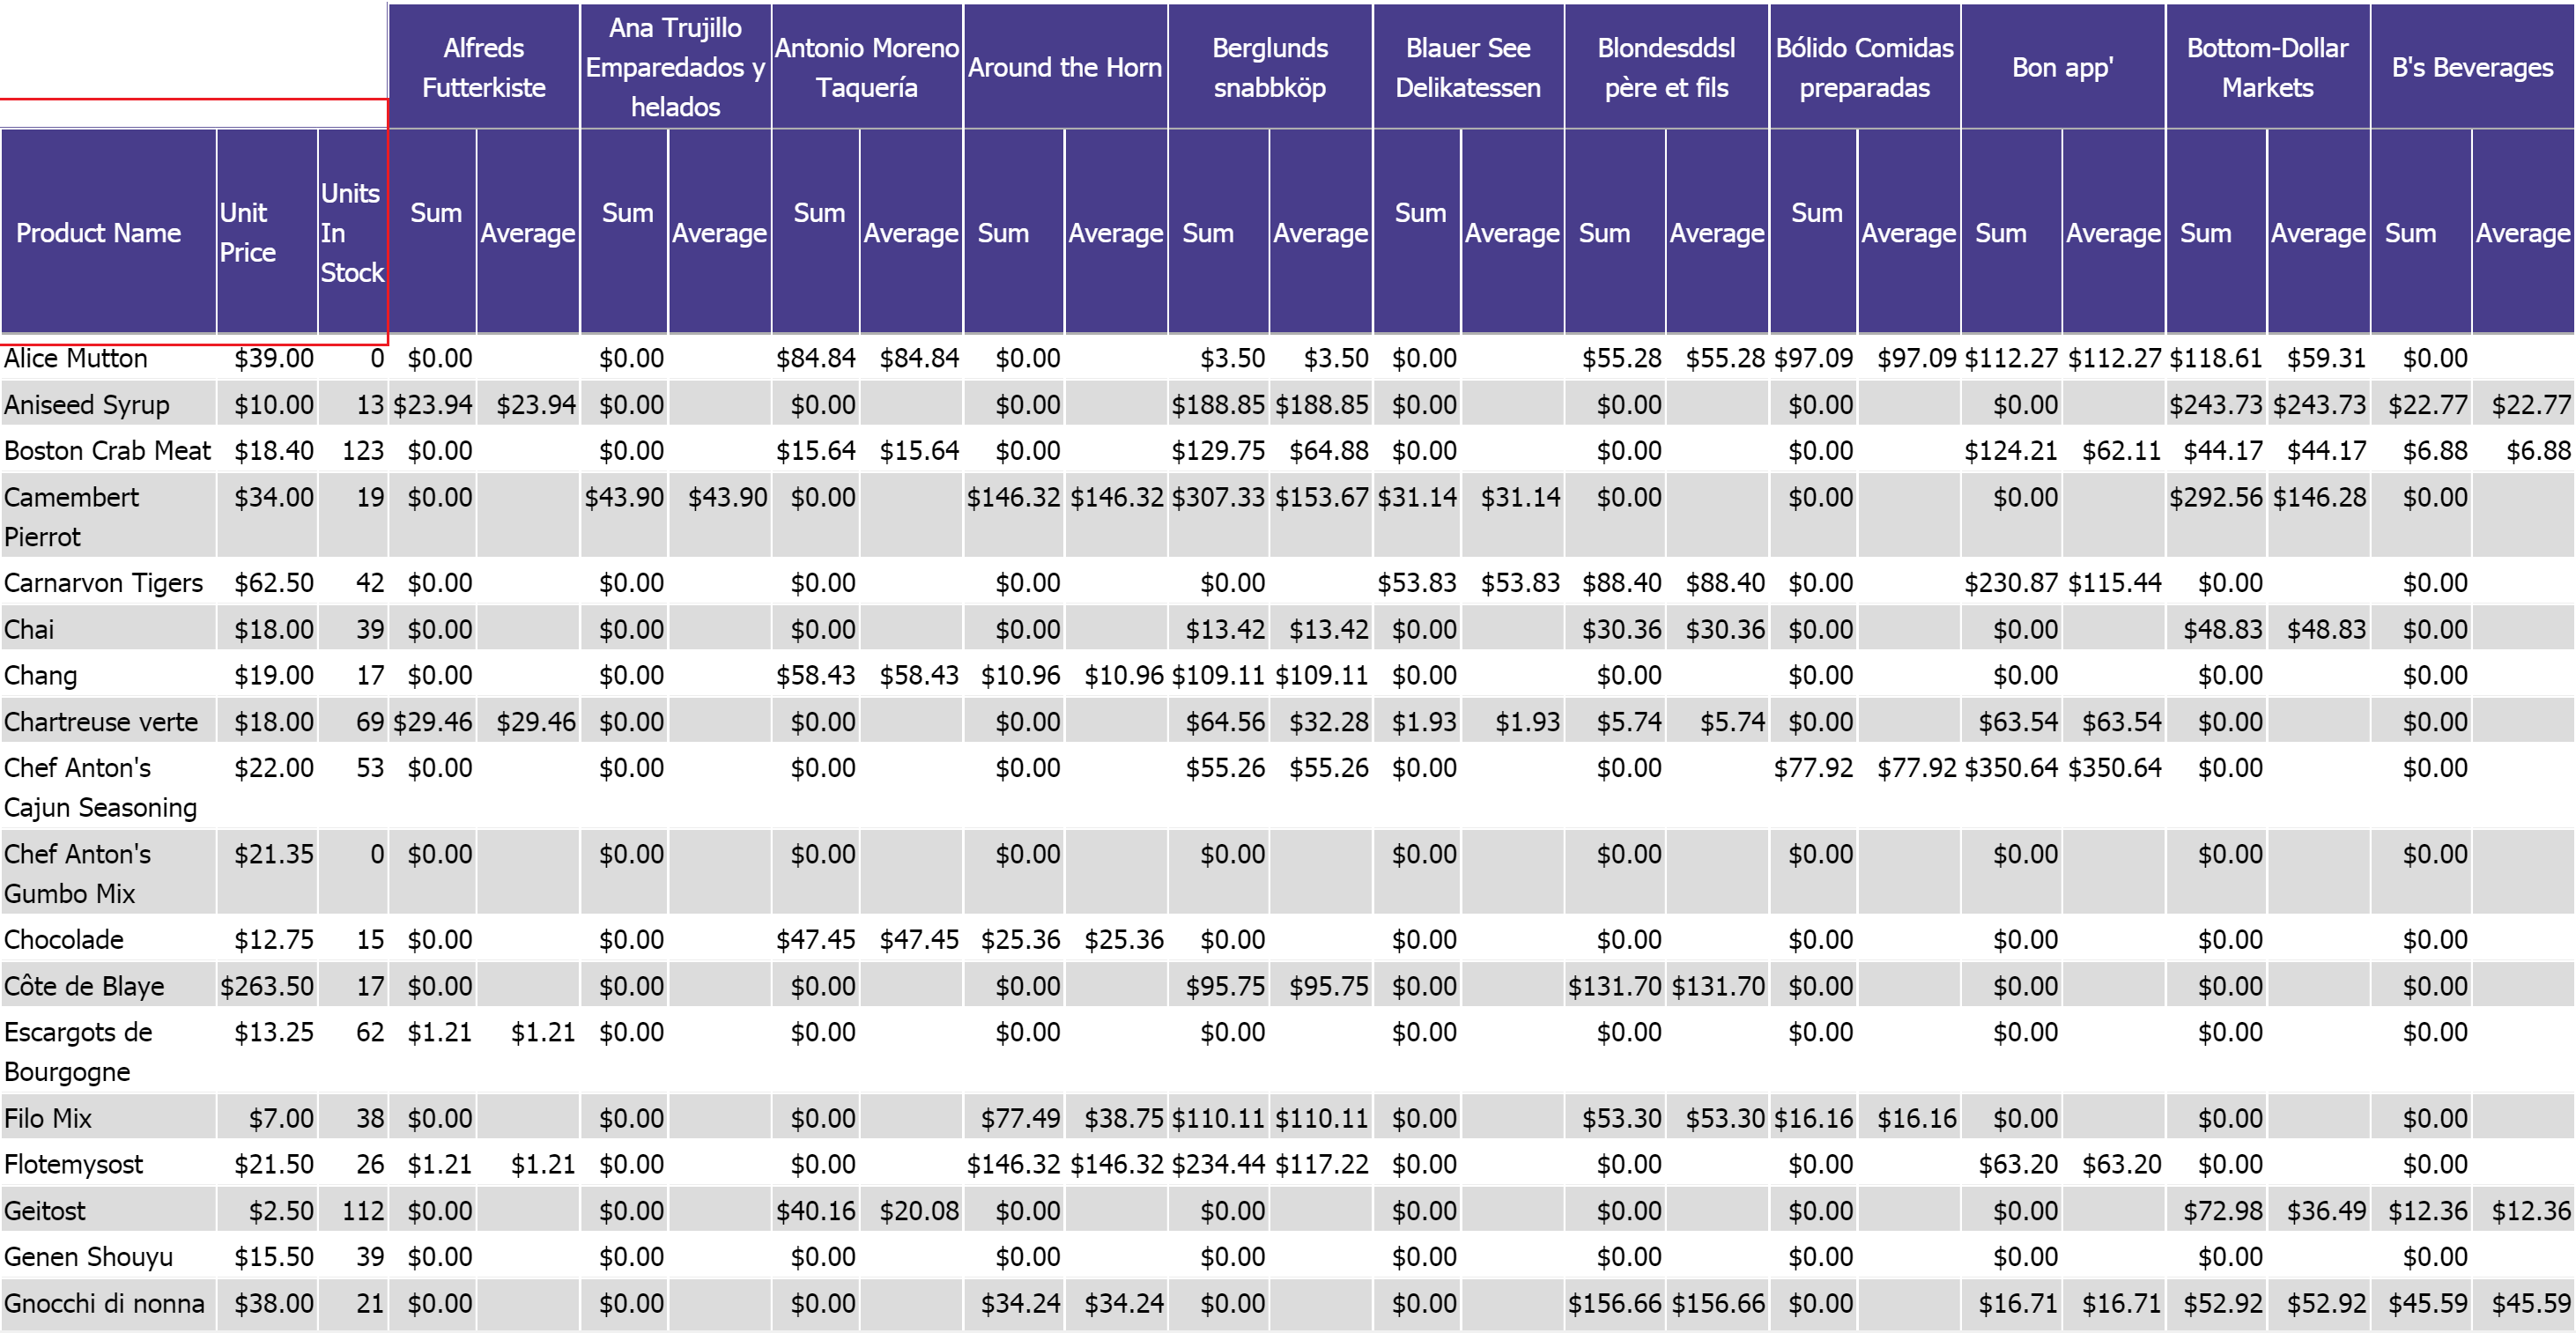 Alfreds Futterkiste Ana Trujillo Emparedados y helados Antonio Moreno Taquería Around the Horn Berglunds snabbköp Blauer See Delikatessen Blondesddsl père et fils Bólido Comidas preparadas Bon app' Bottom-Dollar Markets B's Beverages
Product Name Unit Price Units In Stock Sum Average Sum Average Sum Average Sum Average Sum Average Sum Average Sum Average Sum Average Sum Average Sum Average Sum Average
Alice Mutton $39.00 0 $0.00 $0.00 $84.84 $84.84 $0.00 $3.50 $3.50 $0.00 $55.28 $55.28 $97.09 $97.09 $112.27 $112.27 $118.61 $59.31 $0.00
Aniseed Syrup $10.00 13 $23.94 $23.94 $0.00 $0.00 $0.00 $188.85 $188.85 $0.00 $0.00 $0.00 $0.00 $243.73 $243.73 $22.77 $22.77
Boston Crab Meat $18.40 123 $0.00 $0.00 $15.64 $15.64 $0.00 $129.75 $64.88 $0.00 $0.00 $0.00 $124.21 $62.11 $44.17 $44.17 $6.88 $6.88
Camembert Pierrot $34.00 19 $0.00 $43.90 $43.90 $0.00 $146.32 $146.32 $307.33 $153.67 $31.14 $31.14 $0.00 $0.00 $0.00 $292.56 $146.28 $0.00
Carnarvon Tigers $62.50 42 $0.00 $0.00 $0.00 $0.00 $0.00 $53.83 $53.83 $88.40 $88.40 $0.00 $230.87 $115.44 $0.00 $0.00
Chai $18.00 39 $0.00 $0.00 $0.00 $0.00 $13.42 $13.42 $0.00 $30.36 $30.36 $0.00 $0.00 $48.83 $48.83 $0.00
Chang $19.00 17 $0.00 $0.00 $58.43 $58.43 $10.96 $10.96 $109.11 $109.11 $0.00 $0.00 $0.00 $0.00 $0.00 $0.00
Chartreuse verte $18.00 69 $29.46 $29.46 $0.00 $0.00 $0.00 $64.56 $32.28 $1.93 $1.93 $5.74 $5.74 $0.00 $63.54 $63.54 $0.00 $0.00
Chef Anton's Cajun Seasoning $22.00 53 $0.00 $0.00 $0.00 $0.00 $55.26 $55.26 $0.00 $0.00 $77.92 $77.92 $350.64 $350.64 $0.00 $0.00
Chef Anton's Gumbo Mix $21.35 0 $0.00 $0.00 $0.00 $0.00 $0.00 $0.00 $0.00 $0.00 $0.00 $0.00 $0.00
Chocolade $12.75 15 $0.00 $0.00 $47.45 $47.45 $25.36 $25.36 $0.00 $0.00 $0.00 $0.00 $0.00 $0.00 $0.00
Côte de Blaye $263.50 17 $0.00 $0.00 $0.00 $0.00 $95.75 $95.75 $0.00 $131.70 $131.70 $0.00 $0.00 $0.00 $0.00
Escargots de Bourgogne $13.25 62 $1.21 $1.21 $0.00 $0.00 $0.00 $0.00 $0.00 $0.00 $0.00 $0.00 $0.00 $0.00
Filo Mix $7.00 38 $0.00 $0.00 $0.00 $77.49 $38.75 $110.11 $110.11 $0.00 $53.30 $53.30 $16.16 $16.16 $0.00 $0.00 $0.00
Flotemysost $21.50 26 $1.21 $1.21 $0.00 $0.00 $146.32 $146.32 $234.44 $117.22 $0.00 $0.00 $0.00 $63.20 $63.20 $0.00 $0.00
Geitost $2.50 112 $0.00 $0.00 $40.16 $20.08 $0.00 $0.00 $0.00 $0.00 $0.00 $0.00 $72.98 $36.49 $12.36 $12.36
Genen Shouyu $15.50 39 $0.00 $0.00 $0.00 $0.00 $0.00 $0.00 $0.00 $0.00 $0.00 $0.00 $0.00
Gnocchi di nonna $38.00 21 $0.00 $0.00 $0.00 $34.24 $34.24 $0.00 $0.00 $156.66 $156.66 $0.00 $16.71 $16.71 $52.92 $52.92 $45.59 $45.59